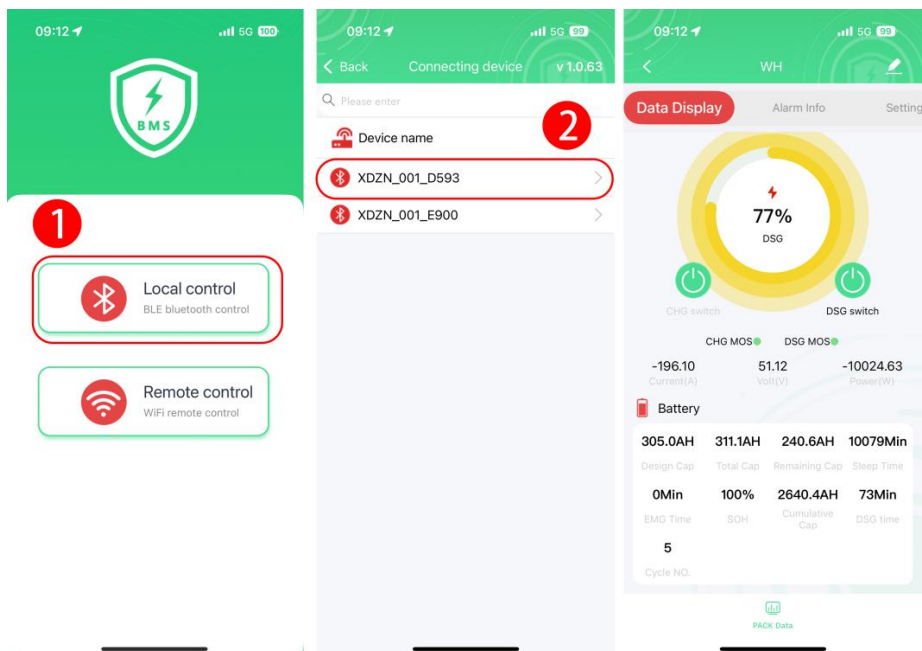 09:12
5G 100
BMS
1
Local control
BLE bluetooth control
Remote control
WiFi remote control
09:12
5G 99
Back
Connecting device
v 1.0.63
Please enter
2
Device name
XDZN_001_D593
XDZN_001_E900
09:12
5G 99
WH
Data Display
Alarm Info
Setting
77%
DSG
CHG switch
DSG switch
CHG MOS
DSG MOS
-196.10
51.12
-10024.63
Current(A)
Volt(V)
Power(W)
Battery
305.0AH
311.1AH
240.6AH
10079Min
Design Cap
Total Cap
Remaining Cap
Sleep Time
0Min
100%
2640.4AH
73Min
EMG Time
SOH
Cumulative
Cap
DSG time
5
Cycle NO.
PACK Data